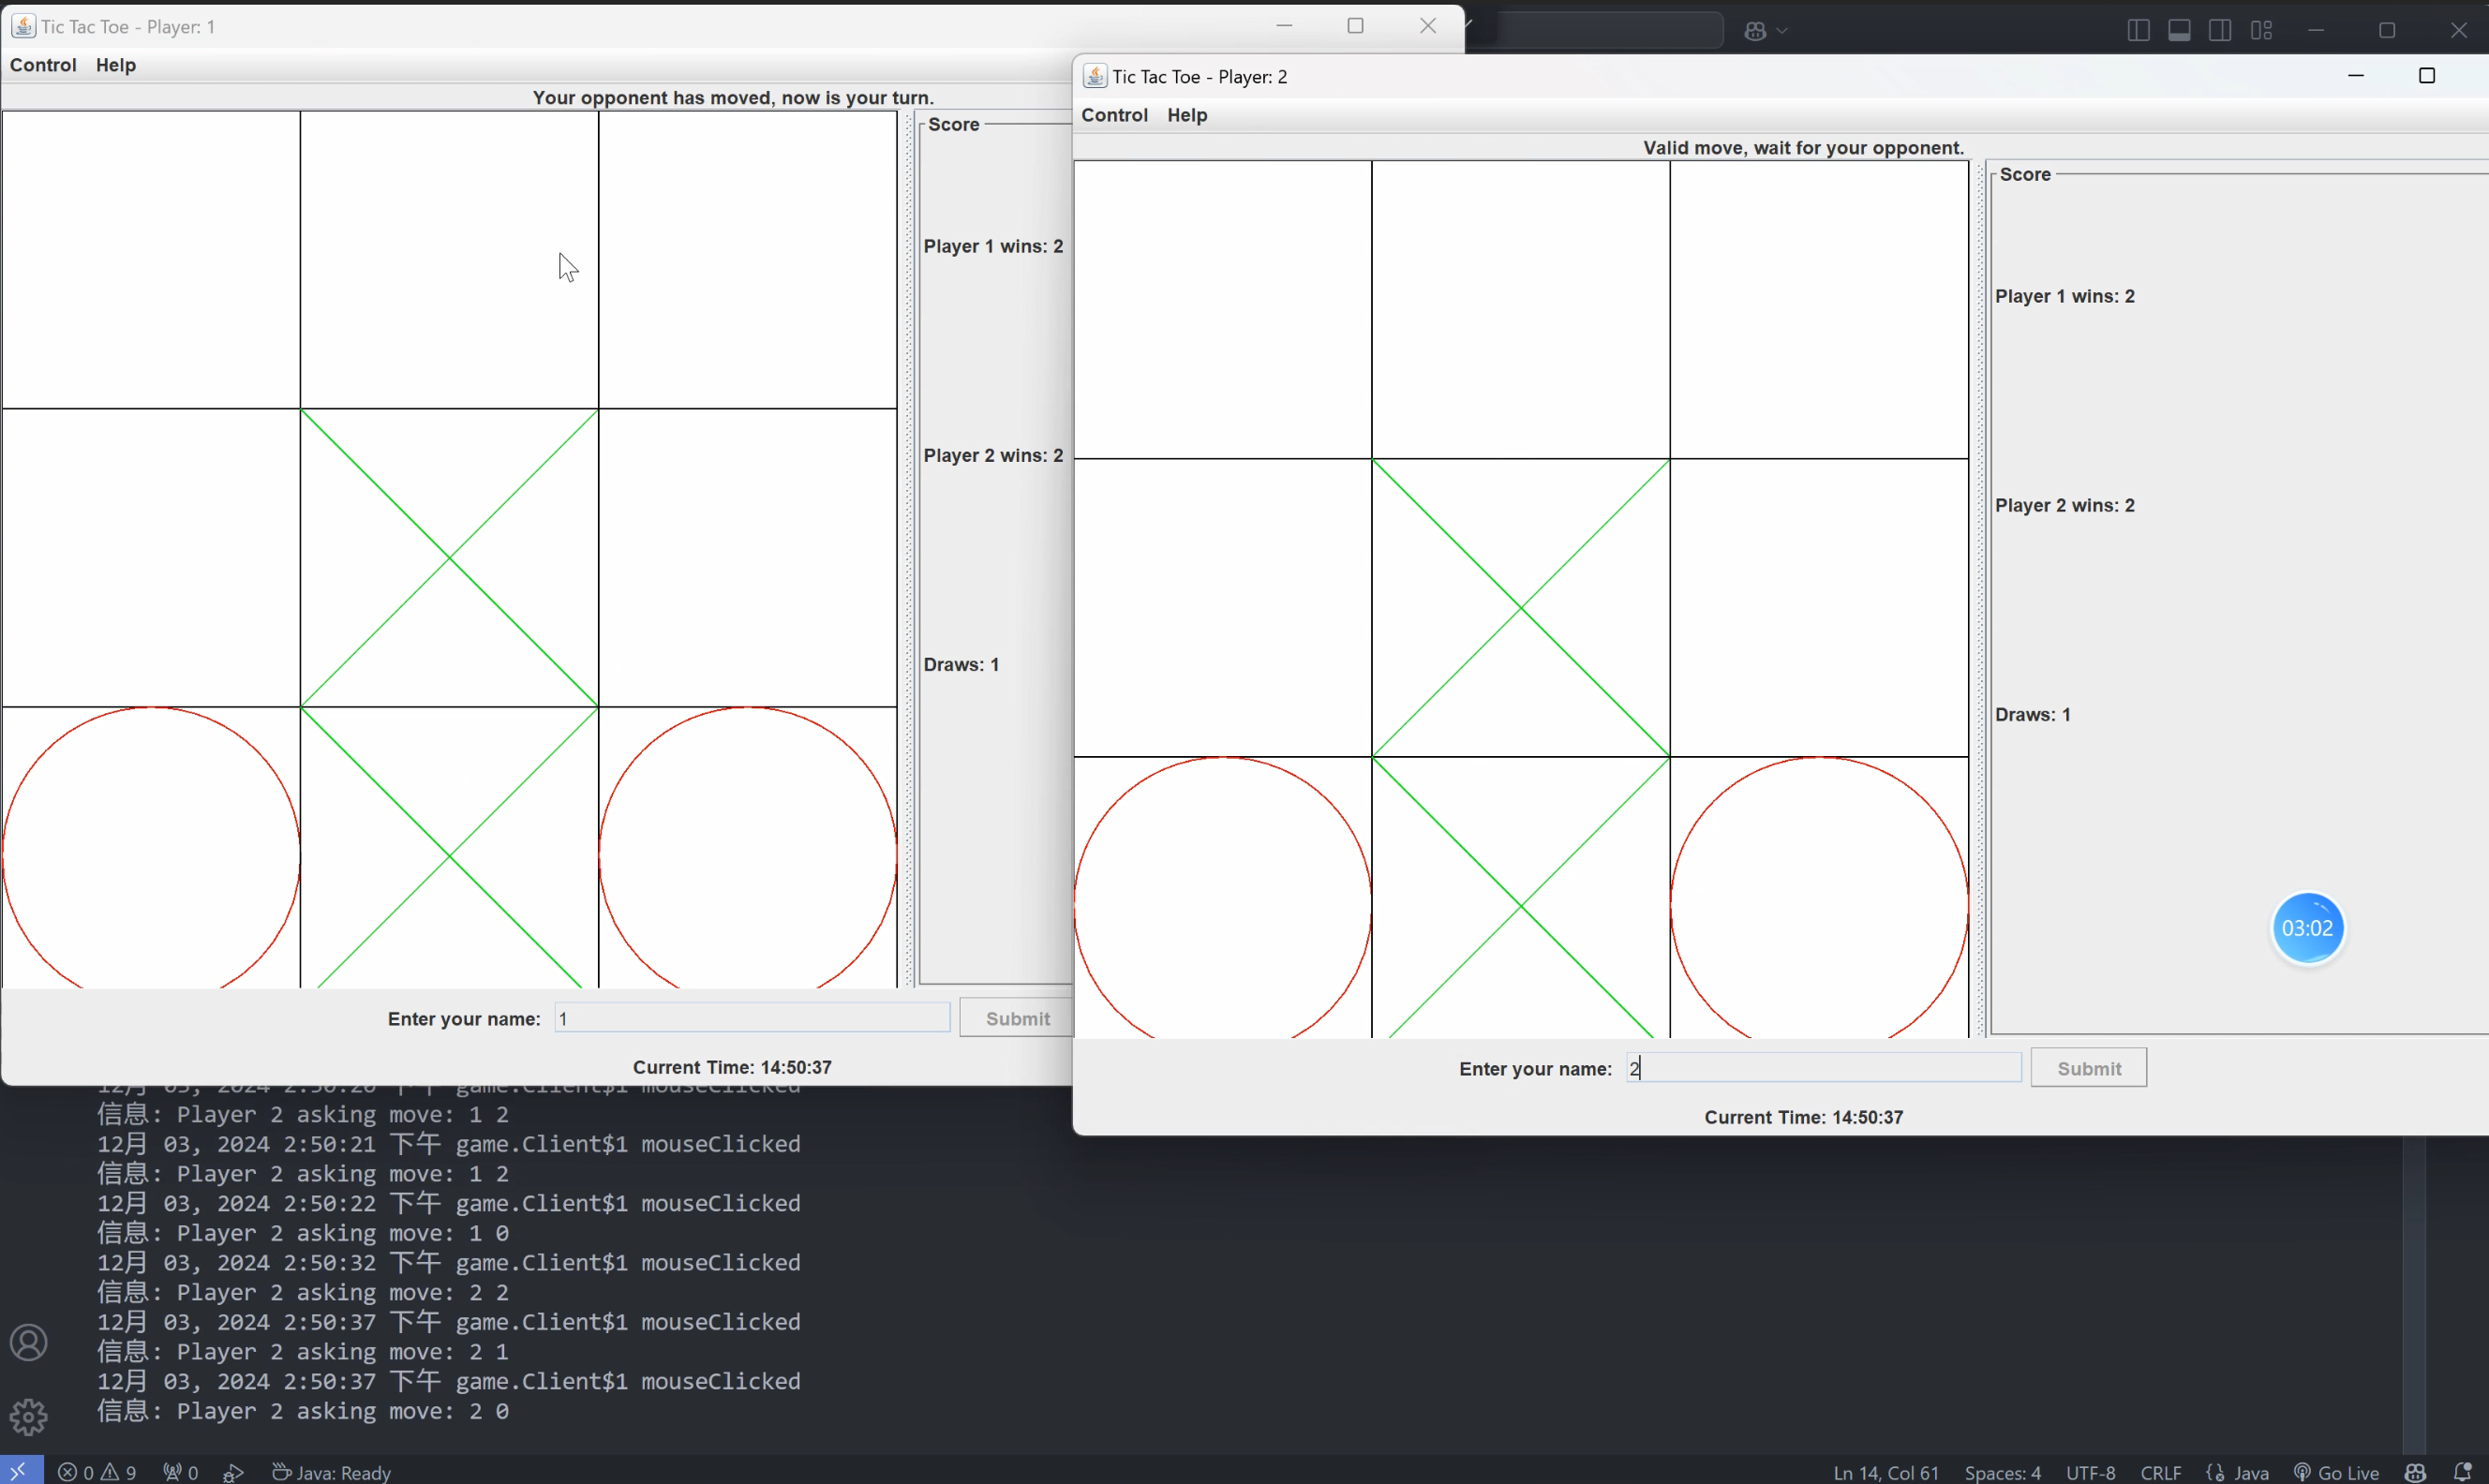 Tic Tac Toe - Player: 1
Control Help
Your opponent has moved, now is your turn.
Score
Player 1 wins: 2
Player 2 wins: 2
Draws: 1
Enter your name: 1 Submit
Current Time: 14:50:37
Tic Tac Toe - Player: 2
Control Help
Valid move, wait for your opponent.
Score
Player 1 wins: 2
Player 2 wins: 2
Draws: 1
03:02
Enter your name: 2 Submit
Current Time: 14:50:37
信息: Player 2 asking move: 1 2
12月 03, 2024 2:50:21 下午 game.Client$1 mouseClicked
信息: Player 2 asking move: 1 2
12月 03, 2024 2:50:22 下午 game.Client$1 mouseClicked
信息: Player 2 asking move: 1 0
12月 03, 2024 2:50:32 下午 game.Client$1 mouseClicked
信息: Player 2 asking move: 2 2
12月 03, 2024 2:50:37 下午 game.Client$1 mouseClicked
信息: Player 2 asking move: 2 1
12月 03, 2024 2:50:37 下午 game.Client$1 mouseClicked
信息: Player 2 asking move: 2 0
0 9 0 Java: Ready Ln 14, Col 61 Spaces: 4 UTF-8 CRLF Java Go Live